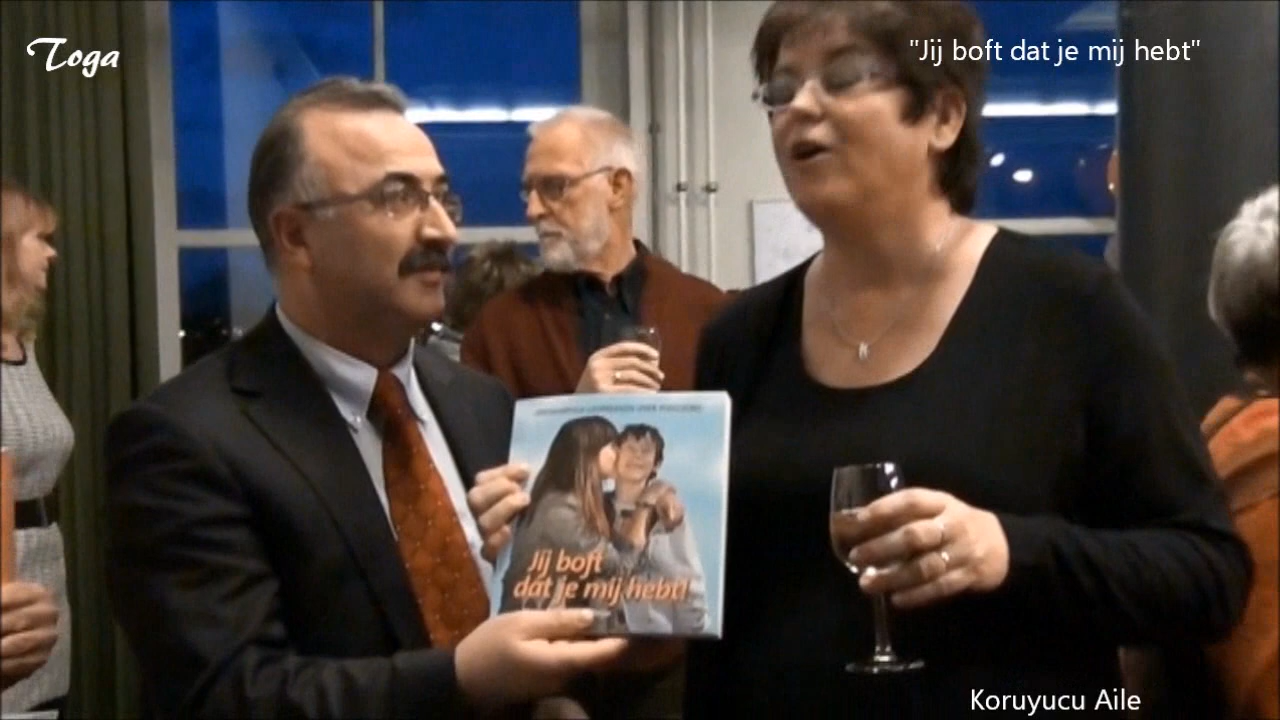 Toga
"Jij boft dat je mij hebt"
Jij boft
dat je mij hebt!
Koruyucu Aile